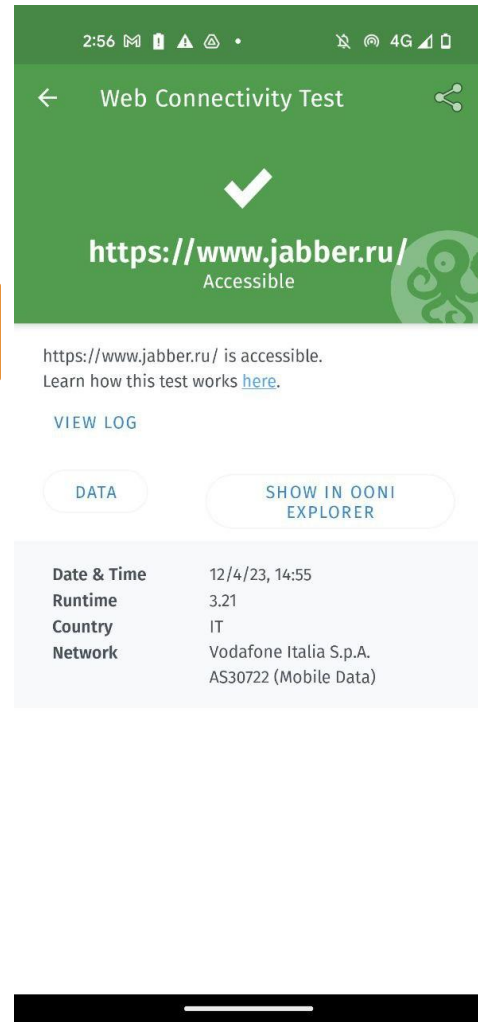 2:56 4G
Web Connectivity Test
https://www.jabber.ru/
Accessible
https://www.jabber.ru/ is accessible.
Learn how this test works here.
VIEW LOG
DATA
SHOW IN OONI
EXPLORER
Date & Time 12/4/23, 14:55
Runtime 3.21
Country IT
Network Vodafone Italia S.p.A.
AS30722 (Mobile Data)